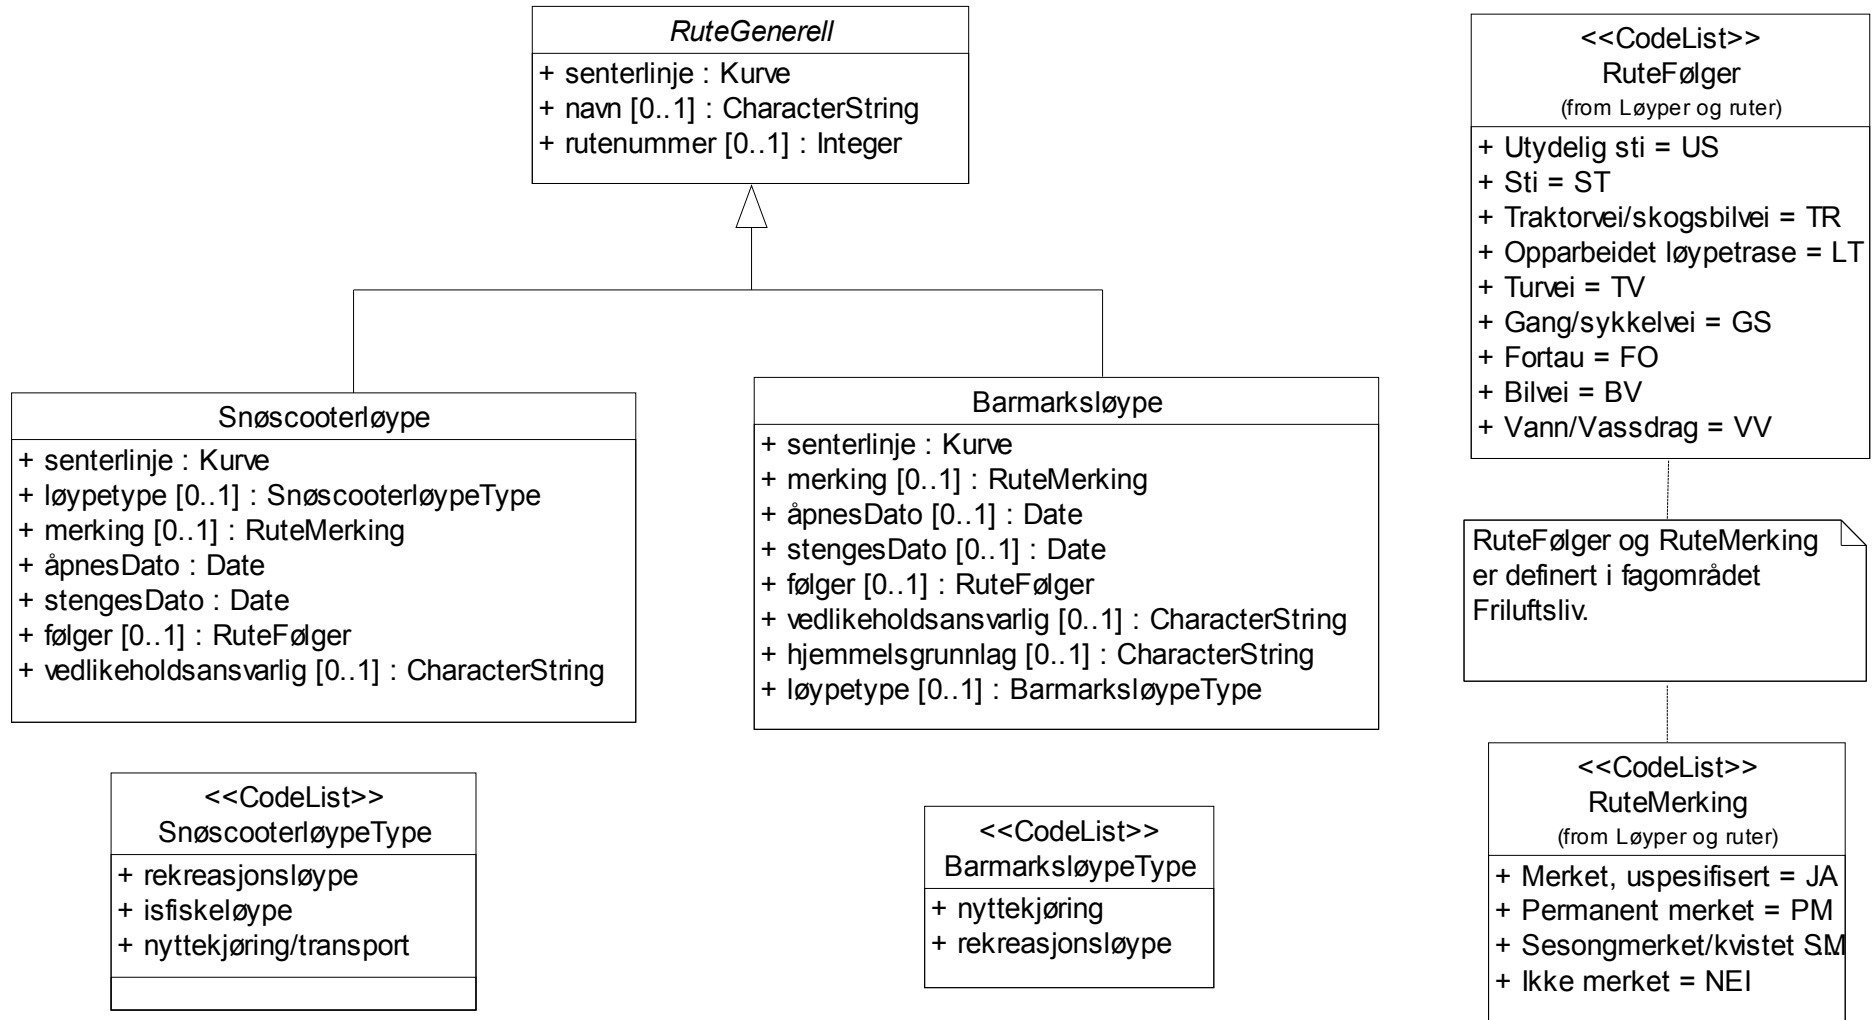 RuteGenerell
+ senterlinje : Kurve
+ navn [0..1] : CharacterString
+ rutenummer [0..1] : Integer
Snøscooterløype
+ senterlinje : Kurve
+ løypetype [0..1] : SnøscooterløypeType
+ merking [0..1] : RuteMerking
+ åpnesDato : Date
+ stengesDato : Date
+ følger [0..1] : RuteFølger
+ vedlikeholdsansvarlig [0..1] : CharacterString
Barmarksløype
+ senterlinje : Kurve
+ merking [0..1] : RuteMerking
+ åpnesDato [0..1] : Date
+ stengesDato [0..1] : Date
+ følger [0..1] : RuteFølger
+ vedlikeholdsansvarlig [0..1] : CharacterString
+ hjemmelsgrunnlag [0..1] : CharacterString
+ løypetype [0..1] : BarmarksløypeType
<<CodeList>>
SnøscooterløypeType
+ rekreasjonsløype
+ isfiskeløype
+ nyttekjøring/transport
<<CodeList>>
BarmarksløypeType
+ nyttekjøring
+ rekreasjonsløype
<<CodeList>>
RuteFølger
(from Løyper og ruter)
+ Utydelig sti = US
+ Sti = ST
+ Traktorvei/skogsbilvei = TR
+ Opparbeidet løypetrase = LT
+ Turvei = TV
+ Gang/sykkelvei = GS
+ Fortau = FO
+ Bilvei = BV
+ Vann/Vassdrag = VV
RuteFølger og RuteMerking
er definert i fagområdet
Friluftsliv.
<<CodeList>>
RuteMerking
(from Løyper og ruter)
+ Merket, uspesifisert = JA
+ Permanent merket = PM
+ Sesongmerket/kvistet SM
+ Ikke merket = NEI